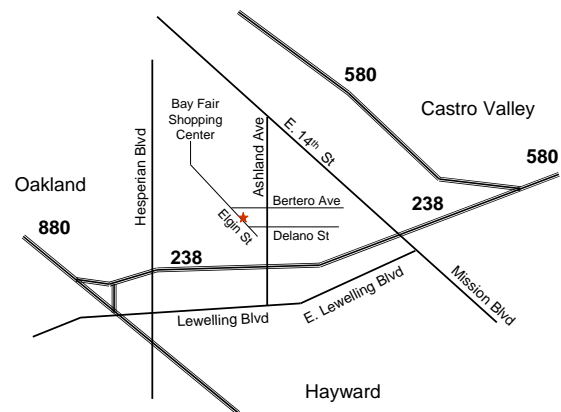 580
Castro Valley
580
Bay Fair
Shopping
Center
Hesperian Blvd
Ashland Ave
E. 14th St
Oakland
880
Bertero Ave
238
Elgin St
Delano St
238
Mission Blvd
E. Lewelling Blvd
Lewelling Blvd
Hayward